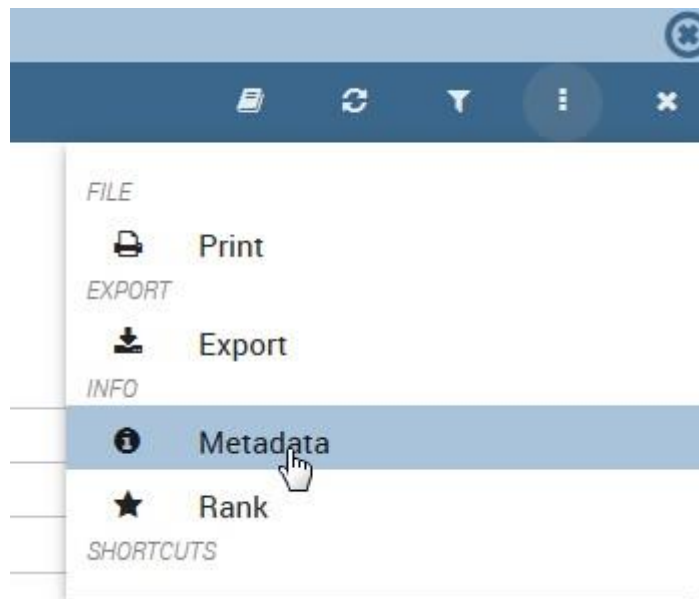 FILE
Print
EXPORT
Export
INFO
Metadata
Rank
SHORTCUTS